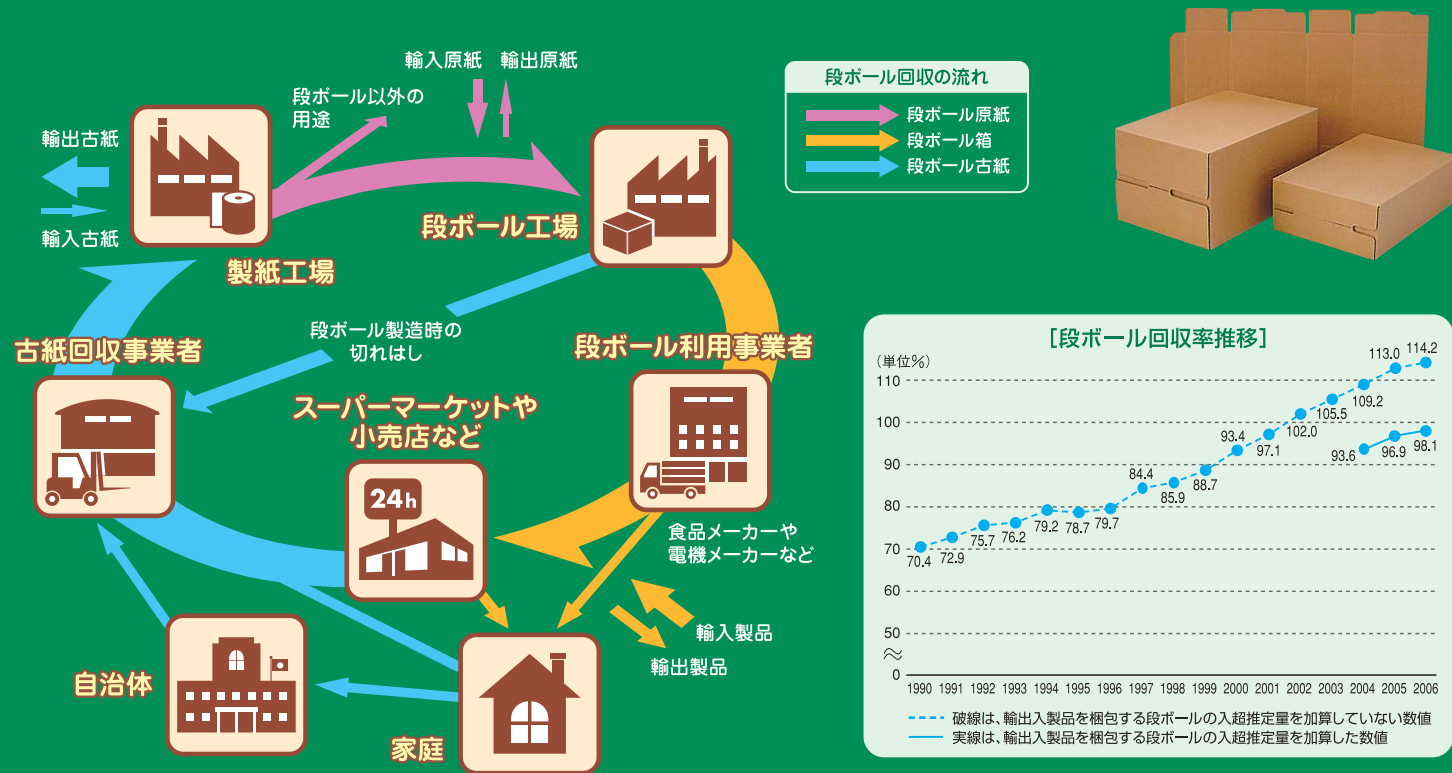 輸入原紙
輸出原紙
段ボール以外の
用途
輸出古紙
輸入古紙
製紙工場
段ボール工場
段ボール回収の流れ
段ボール原紙
段ボール箱
段ボール古紙
段ボール製造時の
切れはし
古紙回収事業者
段ボール利用事業者
スーパーマーケットや
小売店など
24h
食品メーカーや
電機メーカーなど
輸入製品
輸出製品
自治体
家庭
[段ボール回収率推移]
(単位%)
110
100
90
80
70
60
50
0
70.4
72.9
75.7
76.2
79.2
78.7
79.7
84.4
85.9
88.7
93.4
97.1
102.0
105.5
109.2
113.0
114.2
93.6
96.9
98.1
1990 1991 1992 1993 1994 1995 1996 1997 1998 1999 2000 2001 2002 2003 2004 2005 2006
破線は、輸出入製品を梱包する段ボールの入超推定量を加算していない数値
実線は、輸出入製品を梱包する段ボールの入超推定量を加算した数値